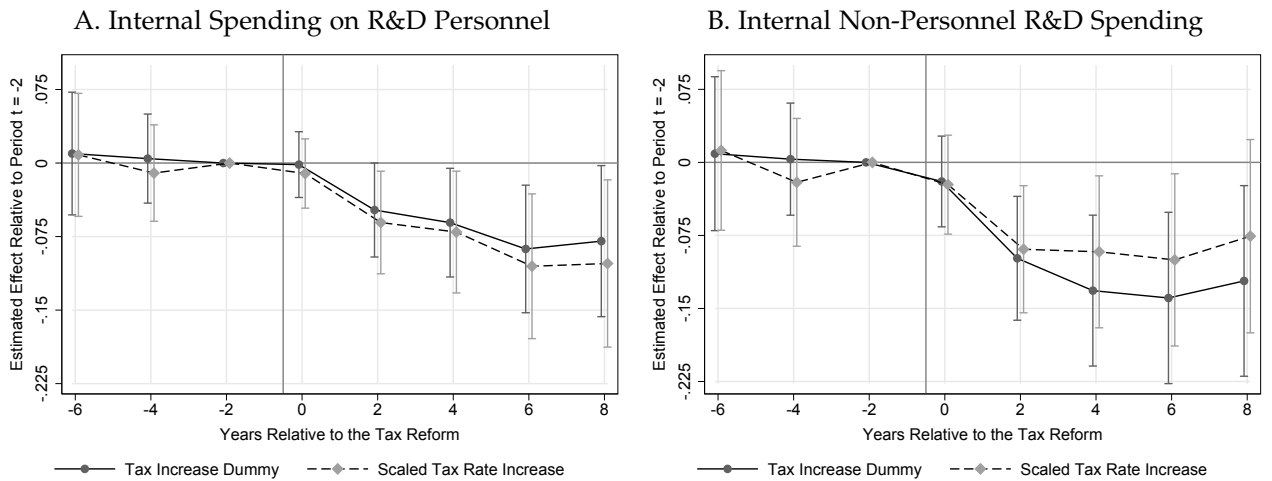 A. Internal Spending on R&D Personnel
Estimated Effect Relative to Period t = -2
.075
0
-.075
-.15
-.225
-6 -4 -2 0 2 4 6 8
Years Relative to the Tax Reform
Tax Increase Dummy Scaled Tax Rate Increase
B. Internal Non-Personnel R&D Spending
Estimated Effect Relative to Period t = -2
.075
0
-.075
-.15
-.225
-6 -4 -2 0 2 4 6 8
Years Relative to the Tax Reform
Tax Increase Dummy Scaled Tax Rate Increase